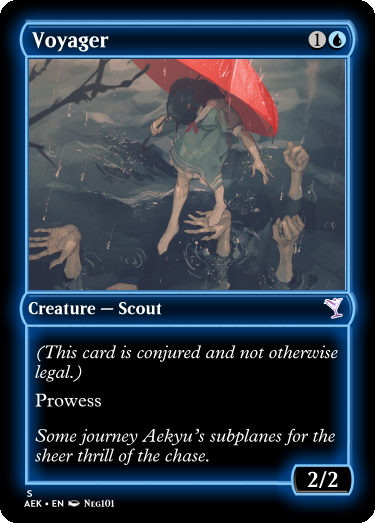 Voyager
1
Creature — Scout
(This card is conjured and not otherwise
legal.)
Prowess
Some journey Aekyu's subplanes for the
sheer thrill of the chase.
2/2
S
AEK • EN NEG101